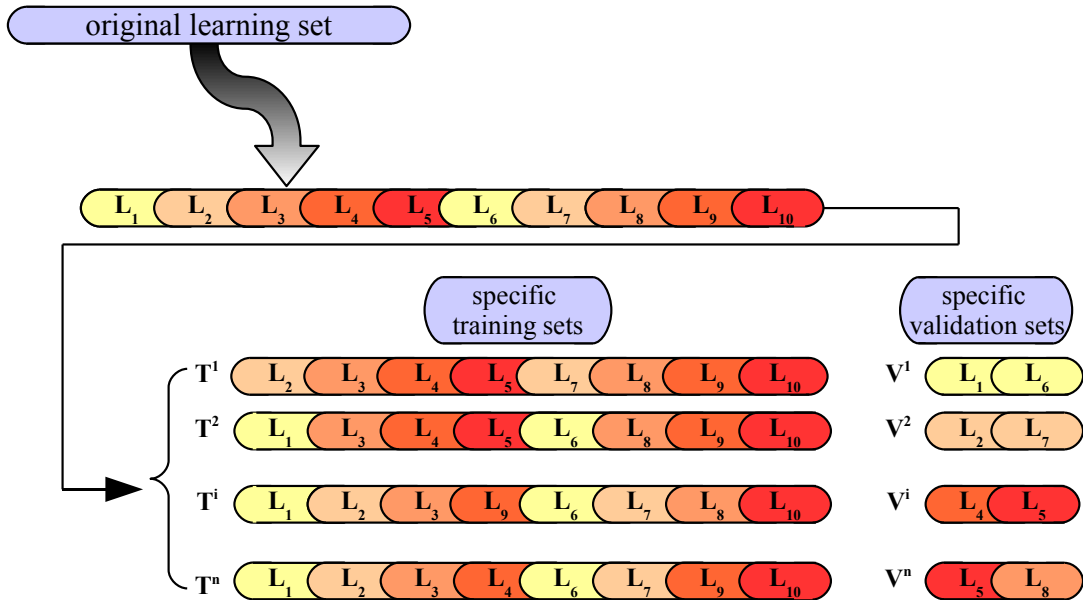 original learning set
L₁ L₂ L₃ L₄ L₅ L₆ L₇ L₈ L₉ L₁₀
specific
training sets
specific
validation sets
T¹ L₂ L₃ L₄ L₅ L₇ L₈ L₉ L₁₀ V¹ L₁ L₆
T² L₁ L₃ L₄ L₅ L₆ L₈ L₉ L₁₀ V² L₂ L₇
Tⁱ L₁ L₂ L₃ L₉ L₆ L₇ L₈ L₁₀ Vⁱ L₄ L₅
Tⁿ L₁ L₂ L₃ L₄ L₆ L₇ L₉ L₁₀ Vⁿ L₅ L₈